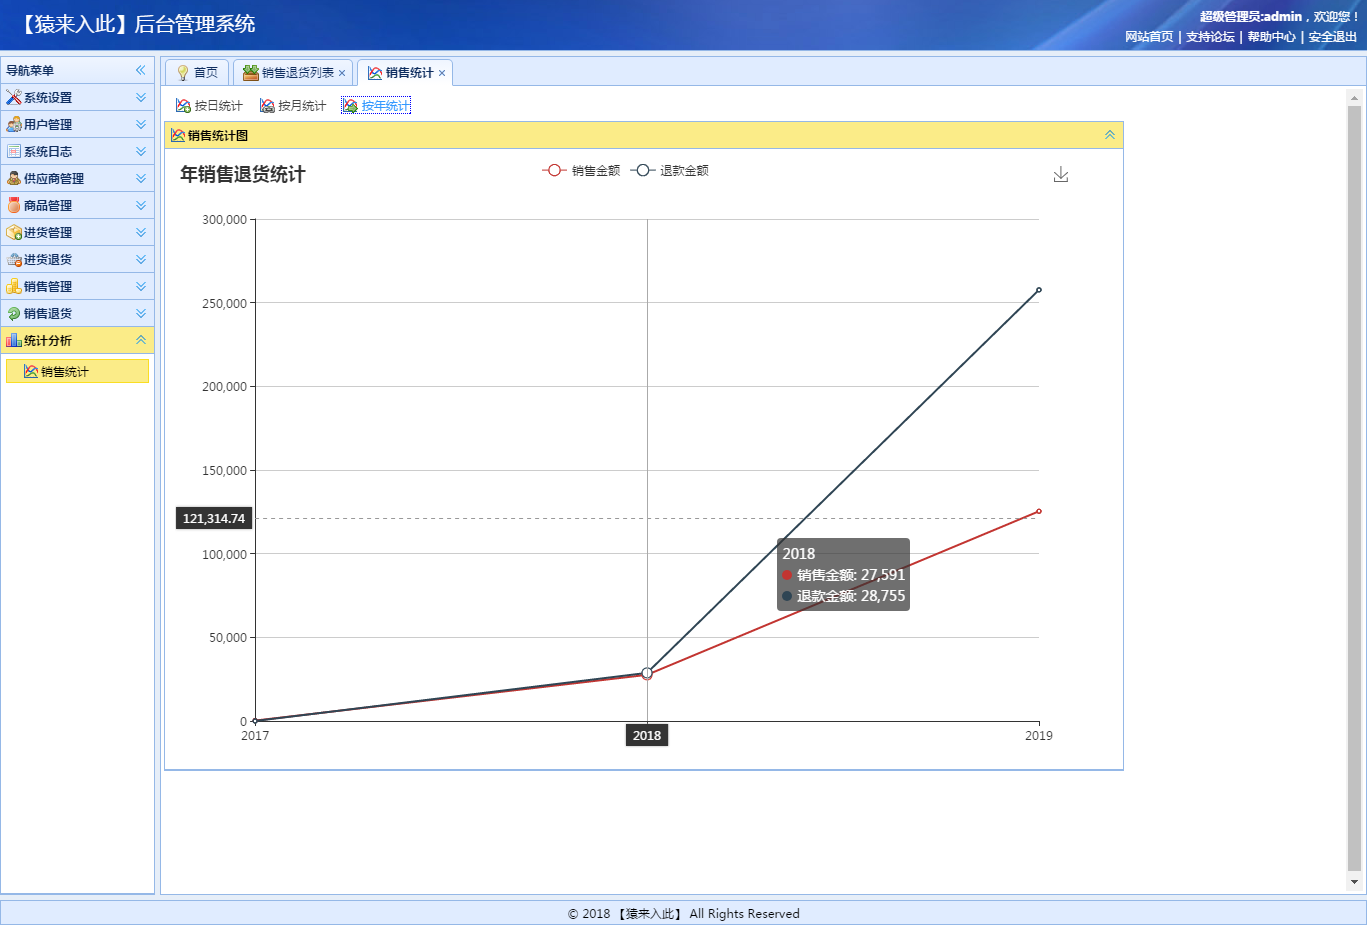 【猿来入此】后台管理系统
超级管理员:admin，欢迎您！
网站首页 | 支持论坛 | 帮助中心 | 安全退出
导航菜单
系统设置
用户管理
系统日志
供应商管理
商品管理
进货管理
进货退货
销售管理
销售退货
统计分析
销售统计
首页 销售退货列表 销售统计
按日统计 按月统计 按年统计
销售统计图
年销售退货统计
销售金额 退款金额
300,000
250,000
200,000
150,000
121,314.74
100,000
50,000
0
2018
销售金额: 27,591
退款金额: 28,755
2017 2018 2019
© 2018 【猿来入此】 All Rights Reserved